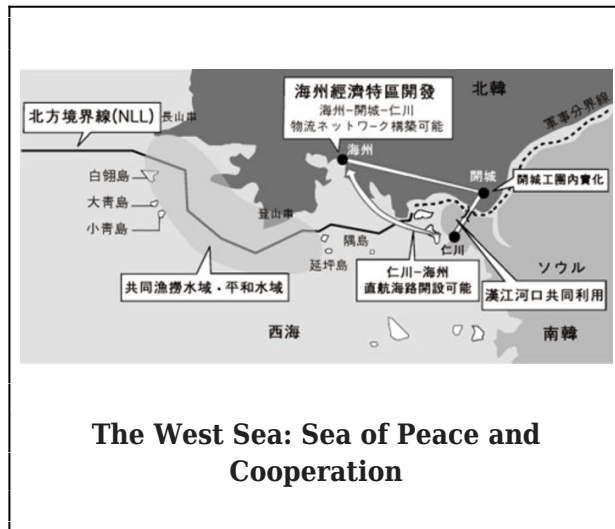 海州經濟特區開發
海州−開城−仁川
物流ネットワーク構築可能
北韓
軍事分界線
北方境界線(NLL)
長山串
海州
開城
開城工團內實化
白翎島
大靑島
小靑島
登山串
隅島
延坪島
仁川
ソウル
共同漁撈水域・平和水域
仁川−海州
直航海路開設可能
漢江河口共同利用
西海
南韓
The West Sea: Sea of Peace and
Cooperation